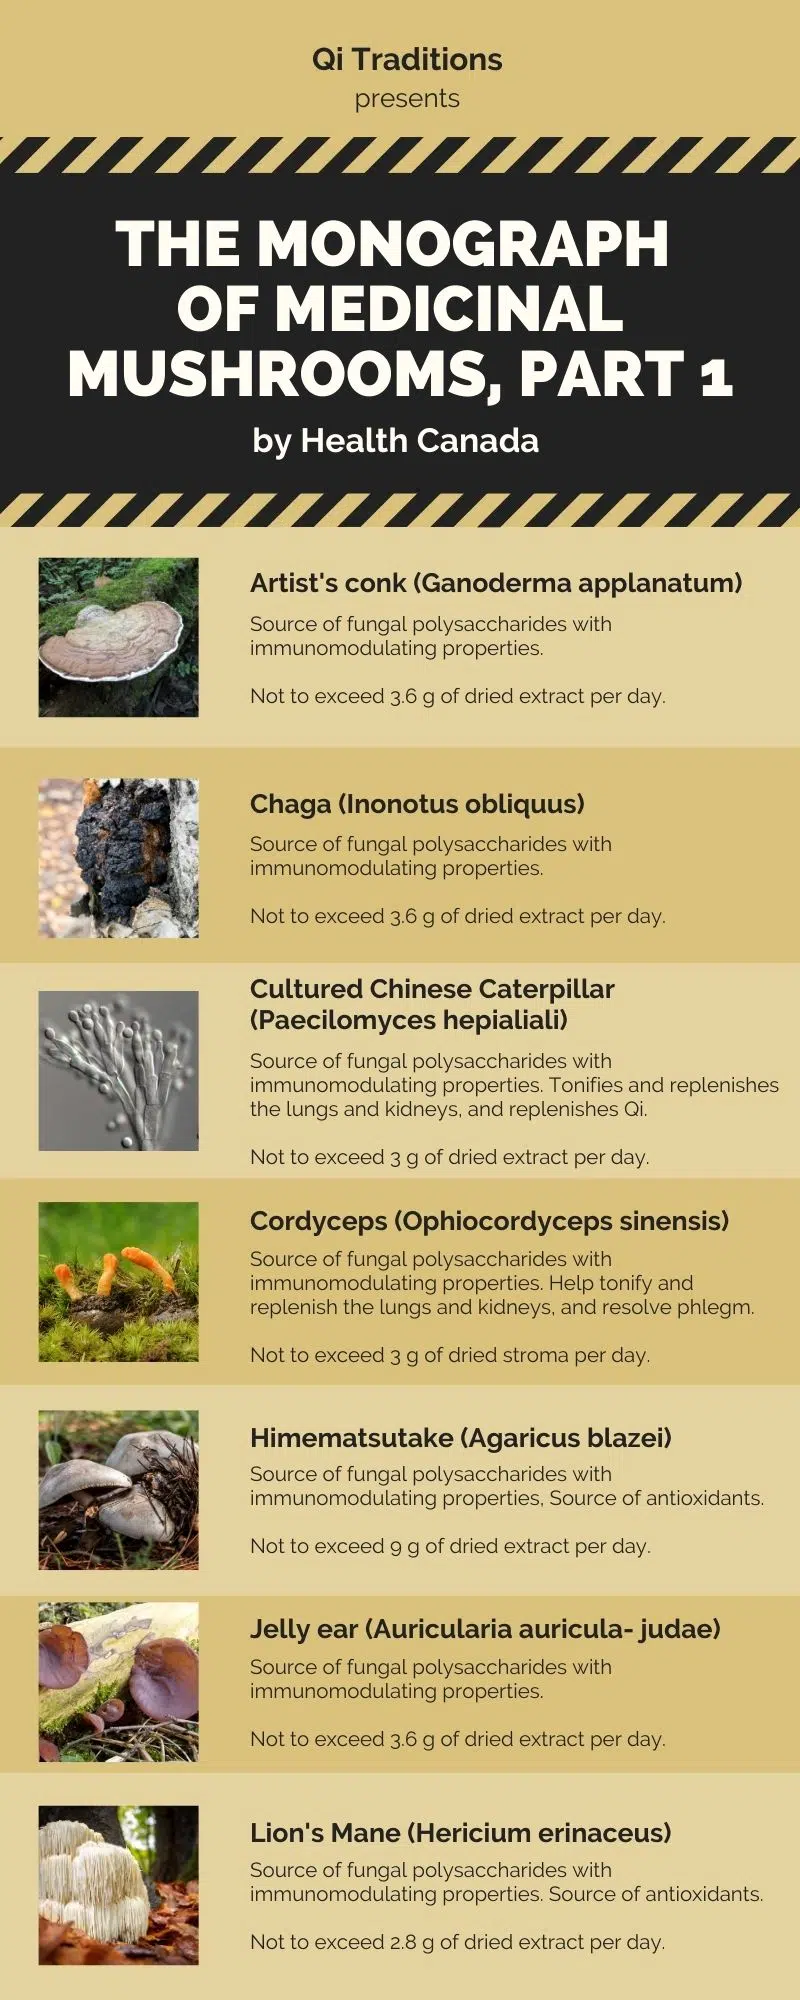 Qi Traditions
presents
THE MONOGRAPH
OF MEDICINAL
MUSHROOMS, PART 1
by Health Canada
Artist's conk (Ganoderma applanatum)
Source of fungal polysaccharides with
immunomodulating properties.
Not to exceed 3.6 g of dried extract per day.
Chaga (Inonotus obliquus)
Source of fungal polysaccharides with
immunomodulating properties.
Not to exceed 3.6 g of dried extract per day.
Cultured Chinese Caterpillar
(Paecilomyces hepialiali)
Source of fungal polysaccharides with
immunomodulating properties. Tonifies and replenishes
the lungs and kidneys, and replenishes Qi.
Not to exceed 3 g of dried extract per day.
Cordyceps (Ophiocordyceps sinensis)
Source of fungal polysaccharides with
immunomodulating properties. Help tonify and
replenish the lungs and kidneys, and resolve phlegm.
Not to exceed 3 g of dried stroma per day.
Himematsutake (Agaricus blazei)
Source of fungal polysaccharides with
immunomodulating properties, Source of antioxidants.
Not to exceed 9 g of dried extract per day.
Jelly ear (Auricularia auricula- judae)
Source of fungal polysaccharides with
immunomodulating properties.
Not to exceed 3.6 g of dried extract per day.
Lion's Mane (Hericium erinaceus)
Source of fungal polysaccharides with
immunomodulating properties. Source of antioxidants.
Not to exceed 2.8 g of dried extract per day.